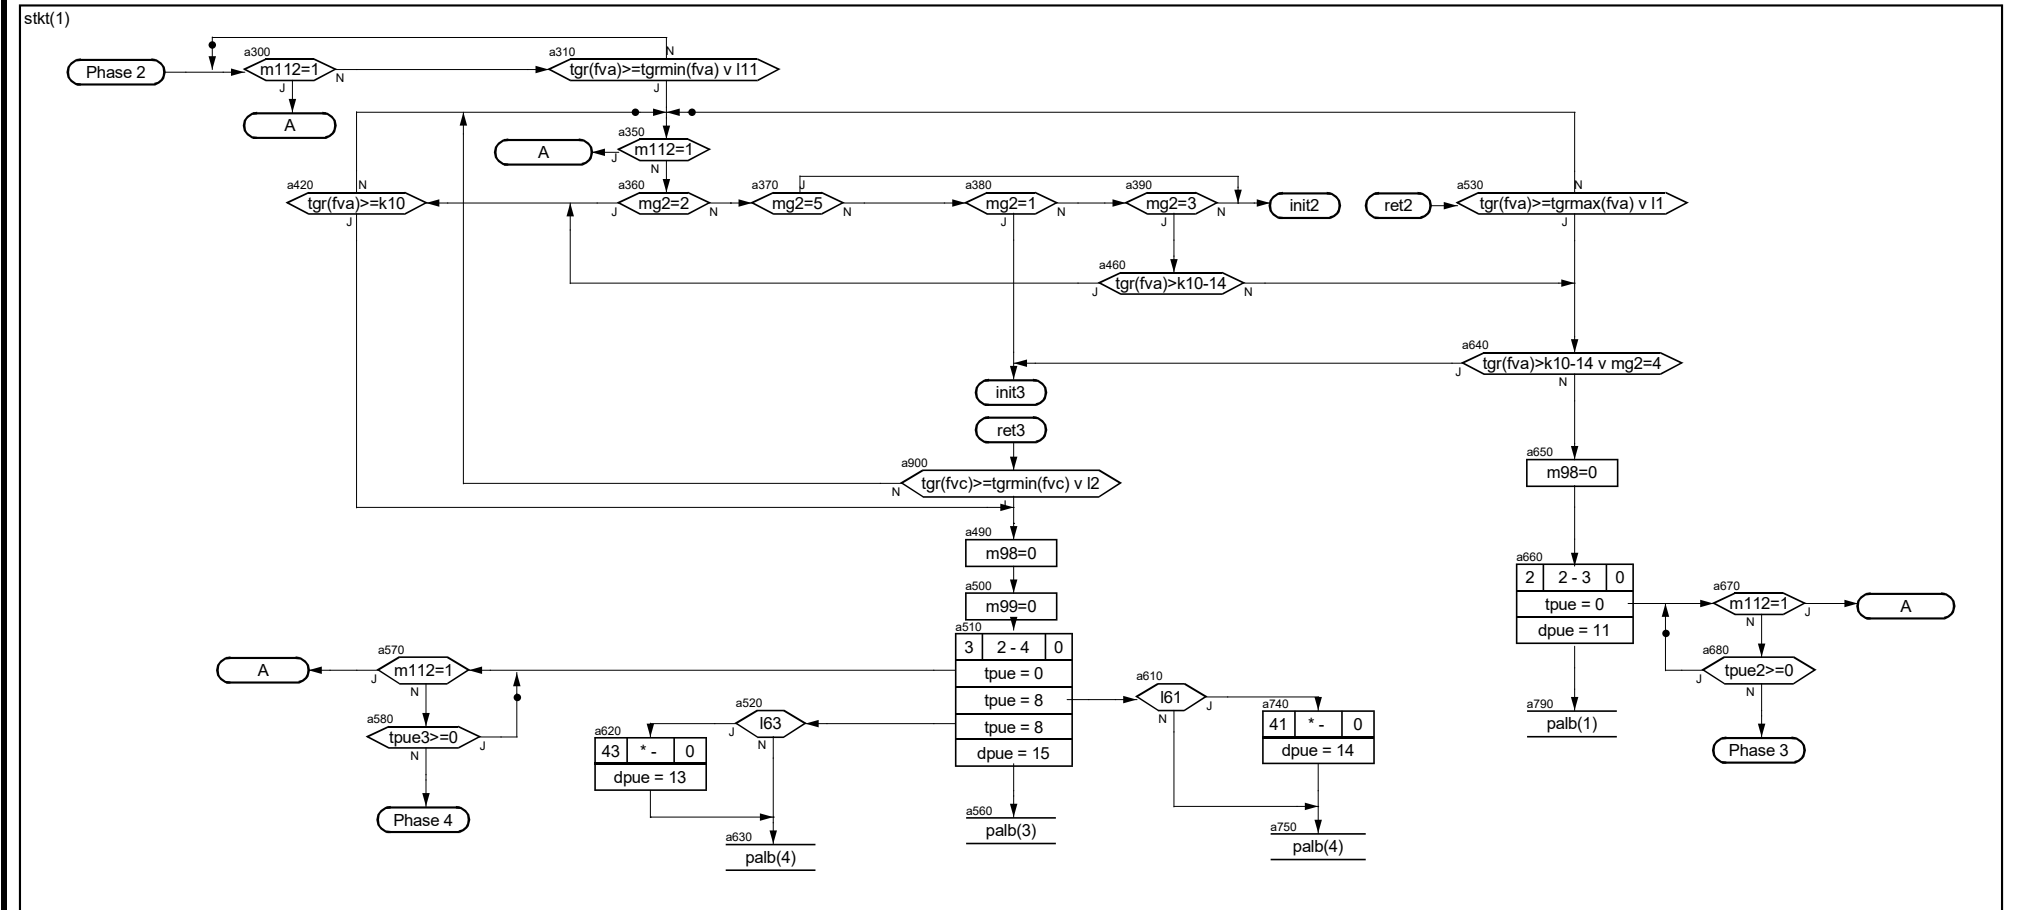 stkt(1)
Phase 2
a300
m112=1
N
J
A
a310
tgr(fva)>=tgrmin(fva) v l11
N
J
a350
m112=1
J
N
A
a420
N
tgr(fva)>=k10
J
a360
mg2=2
J
N
a370
J
mg2=5
N
a380
mg2=1
N
J
a390
mg2=3
N
J
init2
ret2
a530
N
tgr(fva)>=tgrmax(fva) v l1
J
a460
tgr(fva)>k10-14
J
N
a640
tgr(fva)>k10-14 v mg2=4
J
N
init3
ret3
a900
tgr(fvc)>=tgrmin(fvc) v l2
N
J
a490
m98=0
a500
m99=0
a510
3 2 - 4 0
tpue = 0
tpue = 8
tpue = 8
dpue = 15
a560
palb(3)
a650
m98=0
a660
2 2 - 3 0
tpue = 0
dpue = 11
a670
m112=1
J
N
A
a680
tpue2>=0
J
N
a790
palb(1)
Phase 3
a570
m112=1
J
N
A
a580
tpue3>=0
J
N
Phase 4
a520
l63
J
N
a620
43 * - 0
dpue = 13
a630
palb(4)
a610
l61
J
N
a740
41 * - 0
dpue = 14
a750
palb(4)